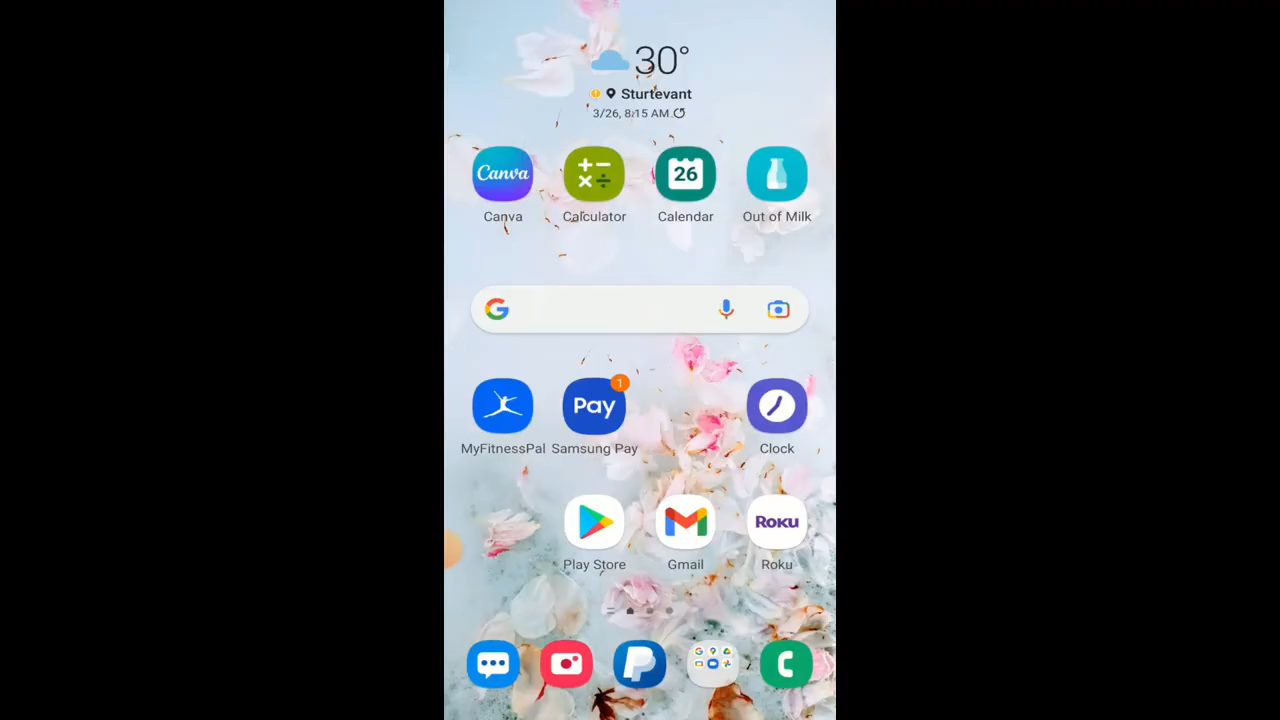 30°
Sturtevant
3/26, 8:15 AM
Canva
26
Canva
Calculator
Calendar
Out of Milk
G
1
Pay
MyFitnessPal
Samsung Pay
Clock
Roku
Play Store
Gmail
Roku